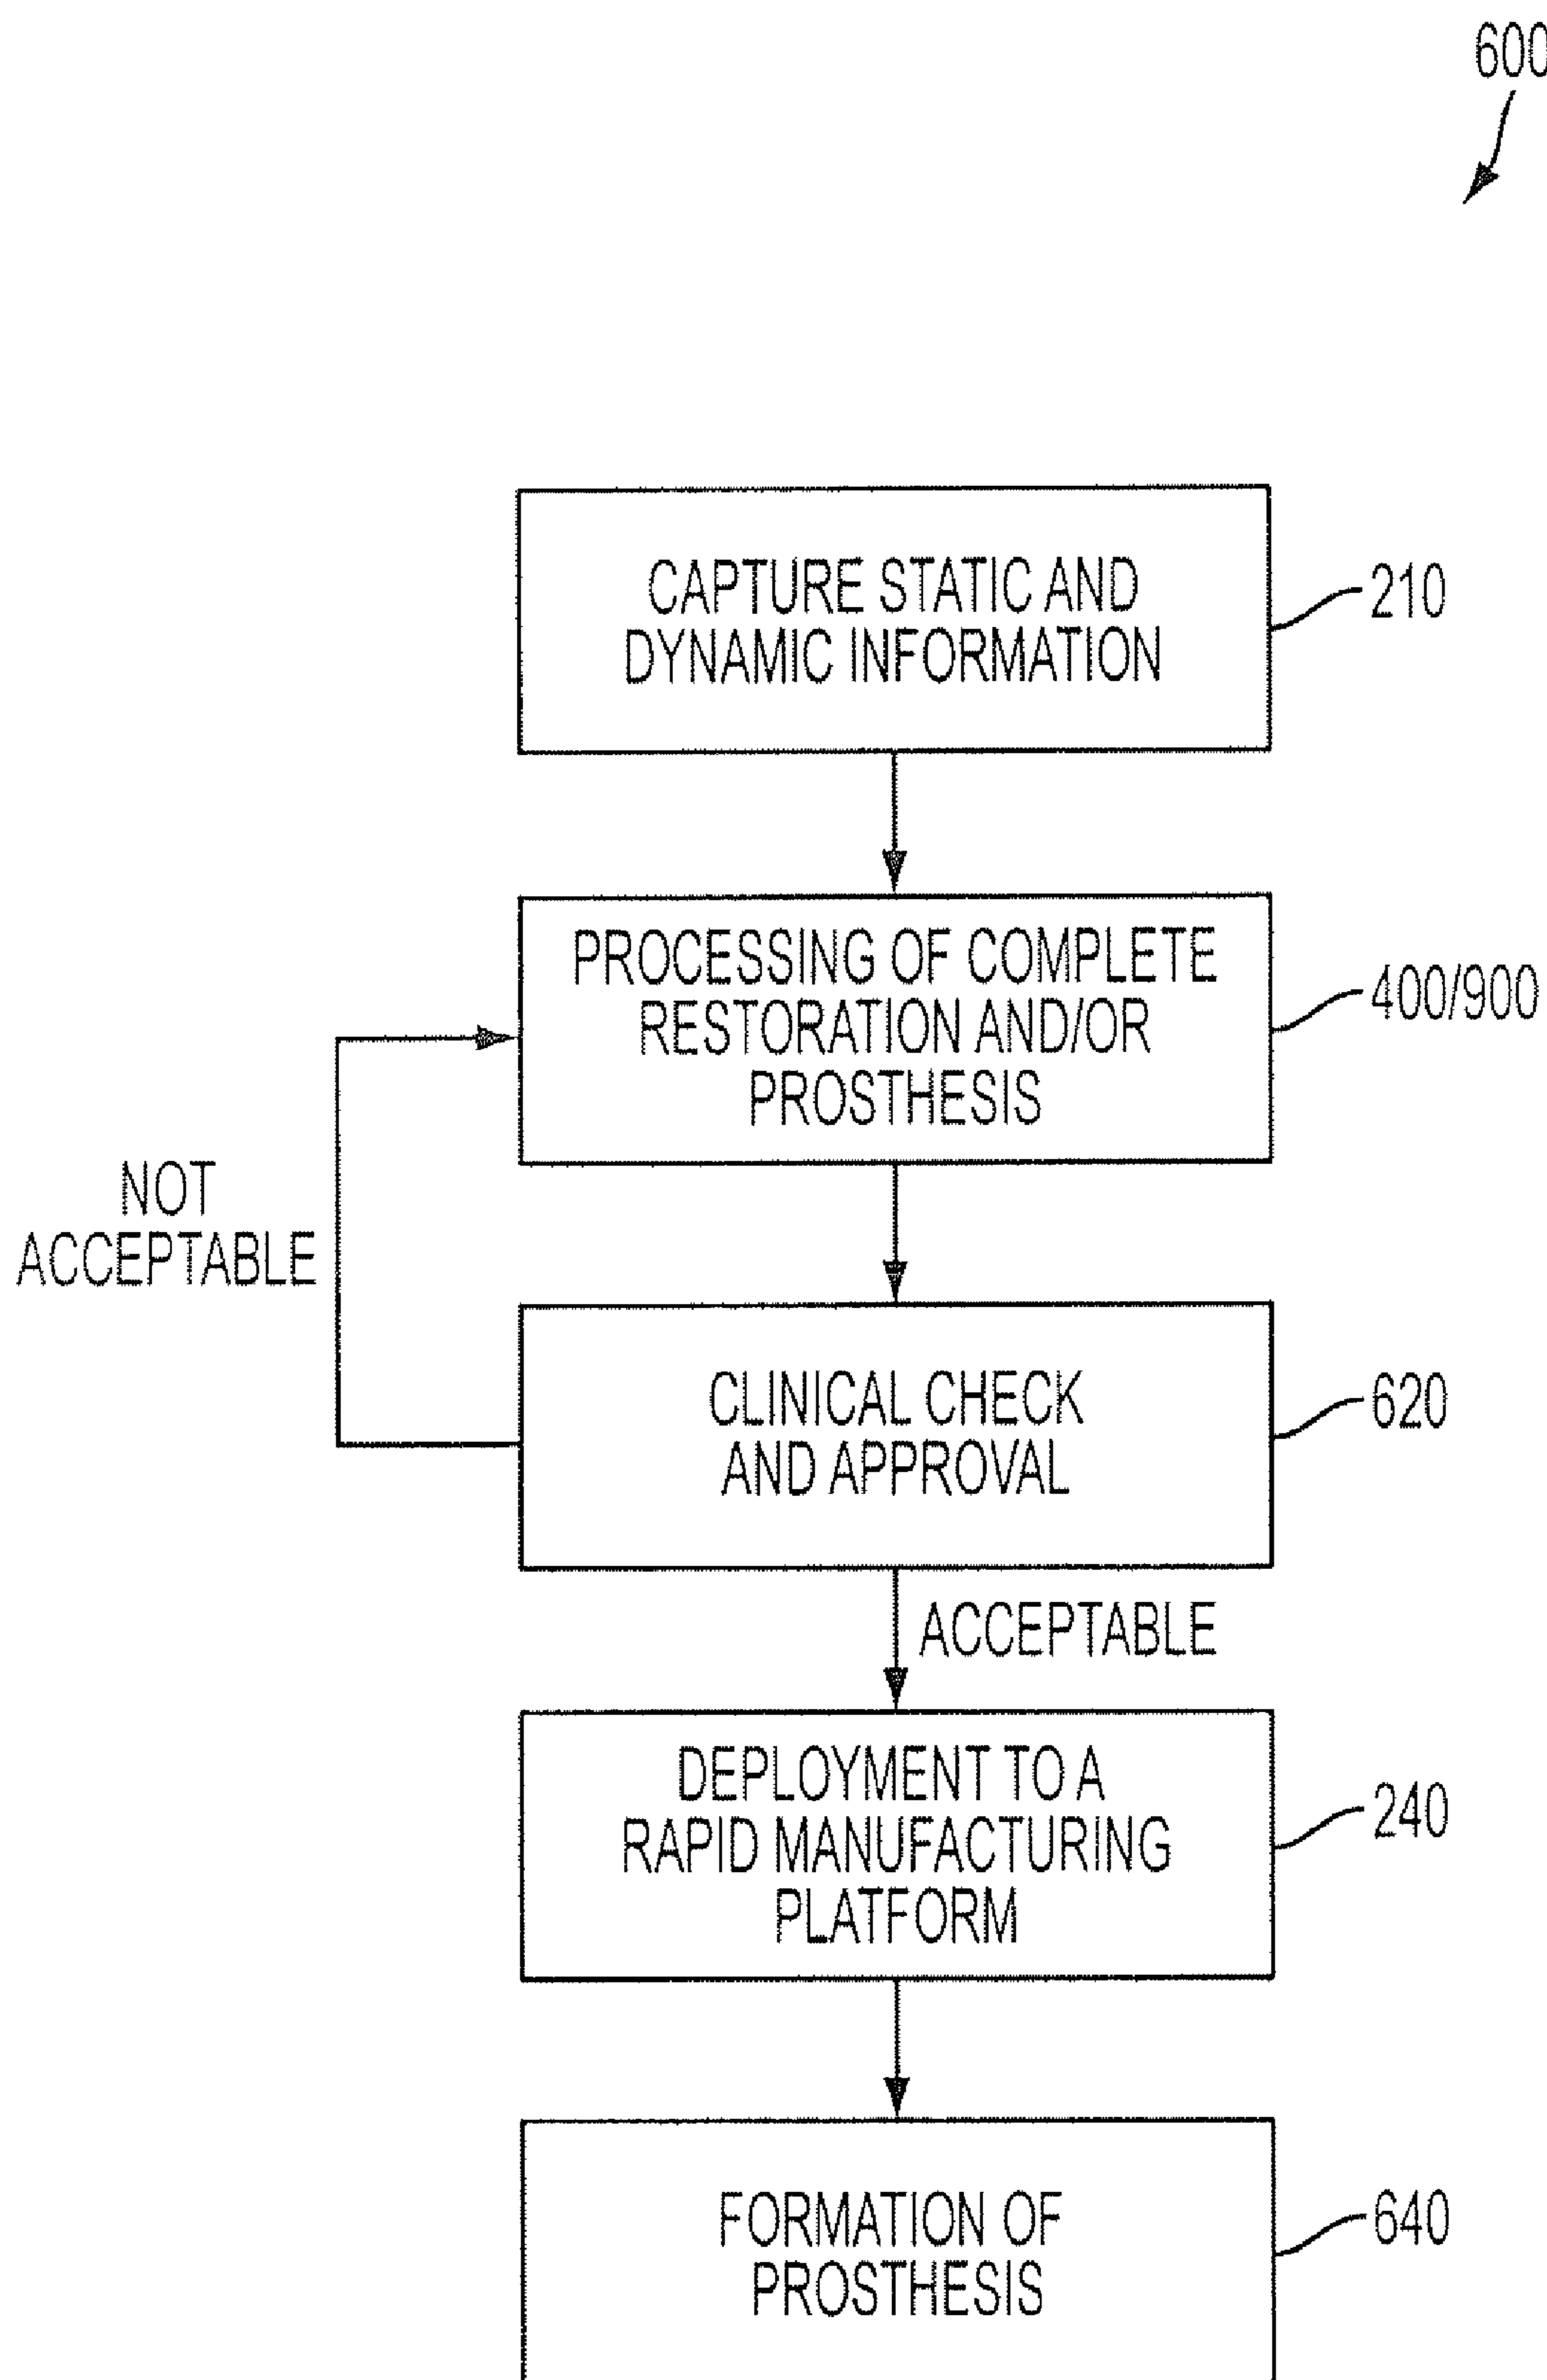 600
CAPTURE STATIC AND
DYNAMIC INFORMATION
210
PROCESSING OF COMPLETE
RESTORATION AND/OR
PROSTHESIS
400/900
NOT
ACCEPTABLE
CLINICAL CHECK
AND APPROVAL
620
ACCEPTABLE
DEPLOYMENT TO A
RAPID MANUFACTURING
PLATFORM
240
FORMATION OF
PROSTHESIS
640